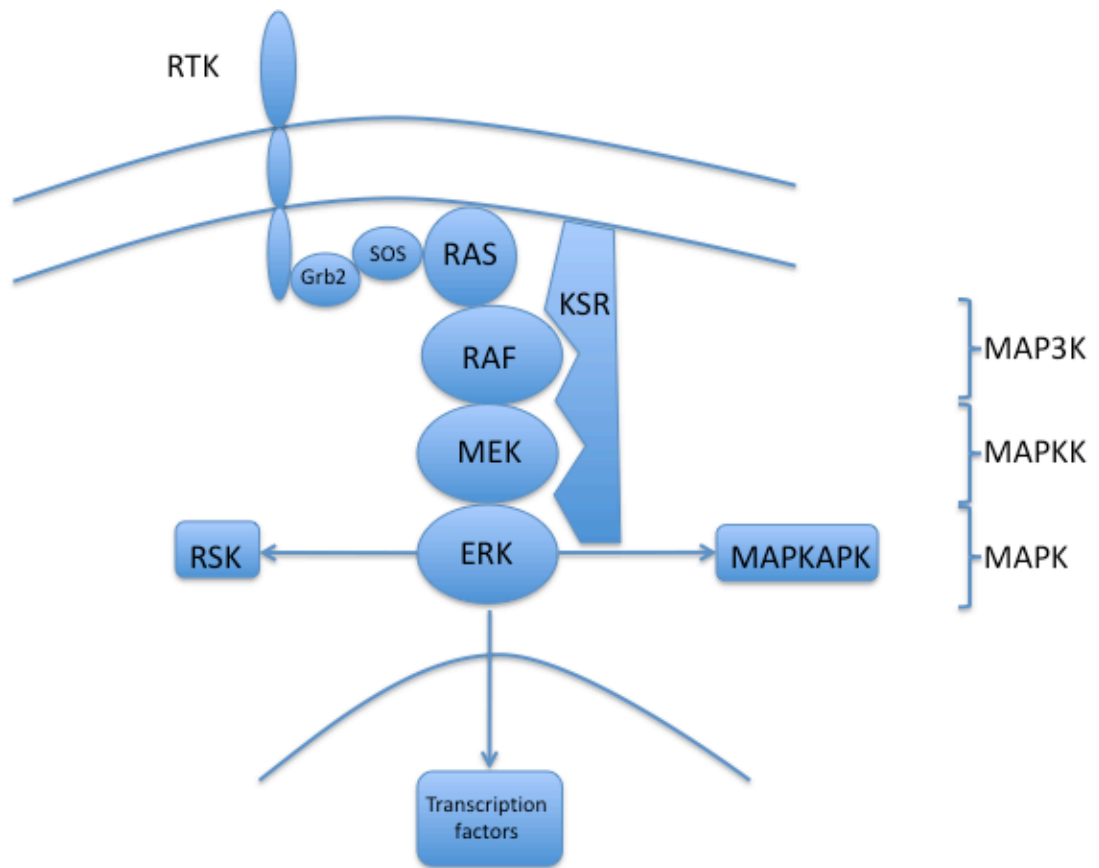 RTK
Grb2
SOS
RAS
KSR
RAF
MAP3K
MEK
MAPKK
RSK
ERK
MAPKAPK
MAPK
Transcription
factors